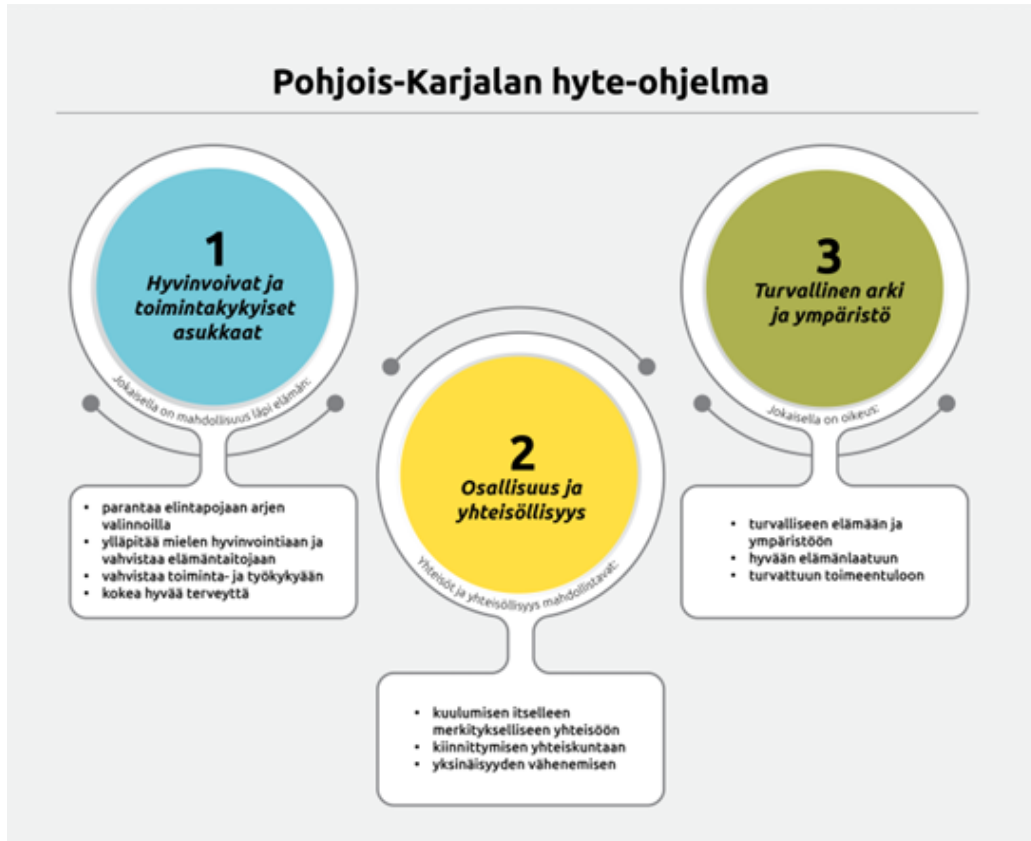 Pohjois-Karjalan hyte-ohjelma
1
Hyvinvoivat ja
toimintakykyiset
asukkaat
Jokaisella on mahdollisuus läpi elämän:
• parantaa elintapojaan arjen
valinnoilla
• ylläpitää mielen hyvinvointiaan ja
vahvistaa elämäntaitojaan
• vahvistaa toiminta- ja työkykyään
• kokea hyvää terveyttä
2
Osallisuus ja
yhteisöllisyys
Yhteisöt ja yhteisöllisyys mahdollistavat:
• kuulumisen itselleen
merkitykselliseen yhteisöön
• kiinnittymisen yhteiskuntaan
• yksinäisyyden vähenemisen
3
Turvallinen arki
ja ympäristö
Jokaisella on oikeus:
• turvalliseen elämään ja
ympäristöön
• hyvään elämänlaatuun
• turvattuun toimeentuloon